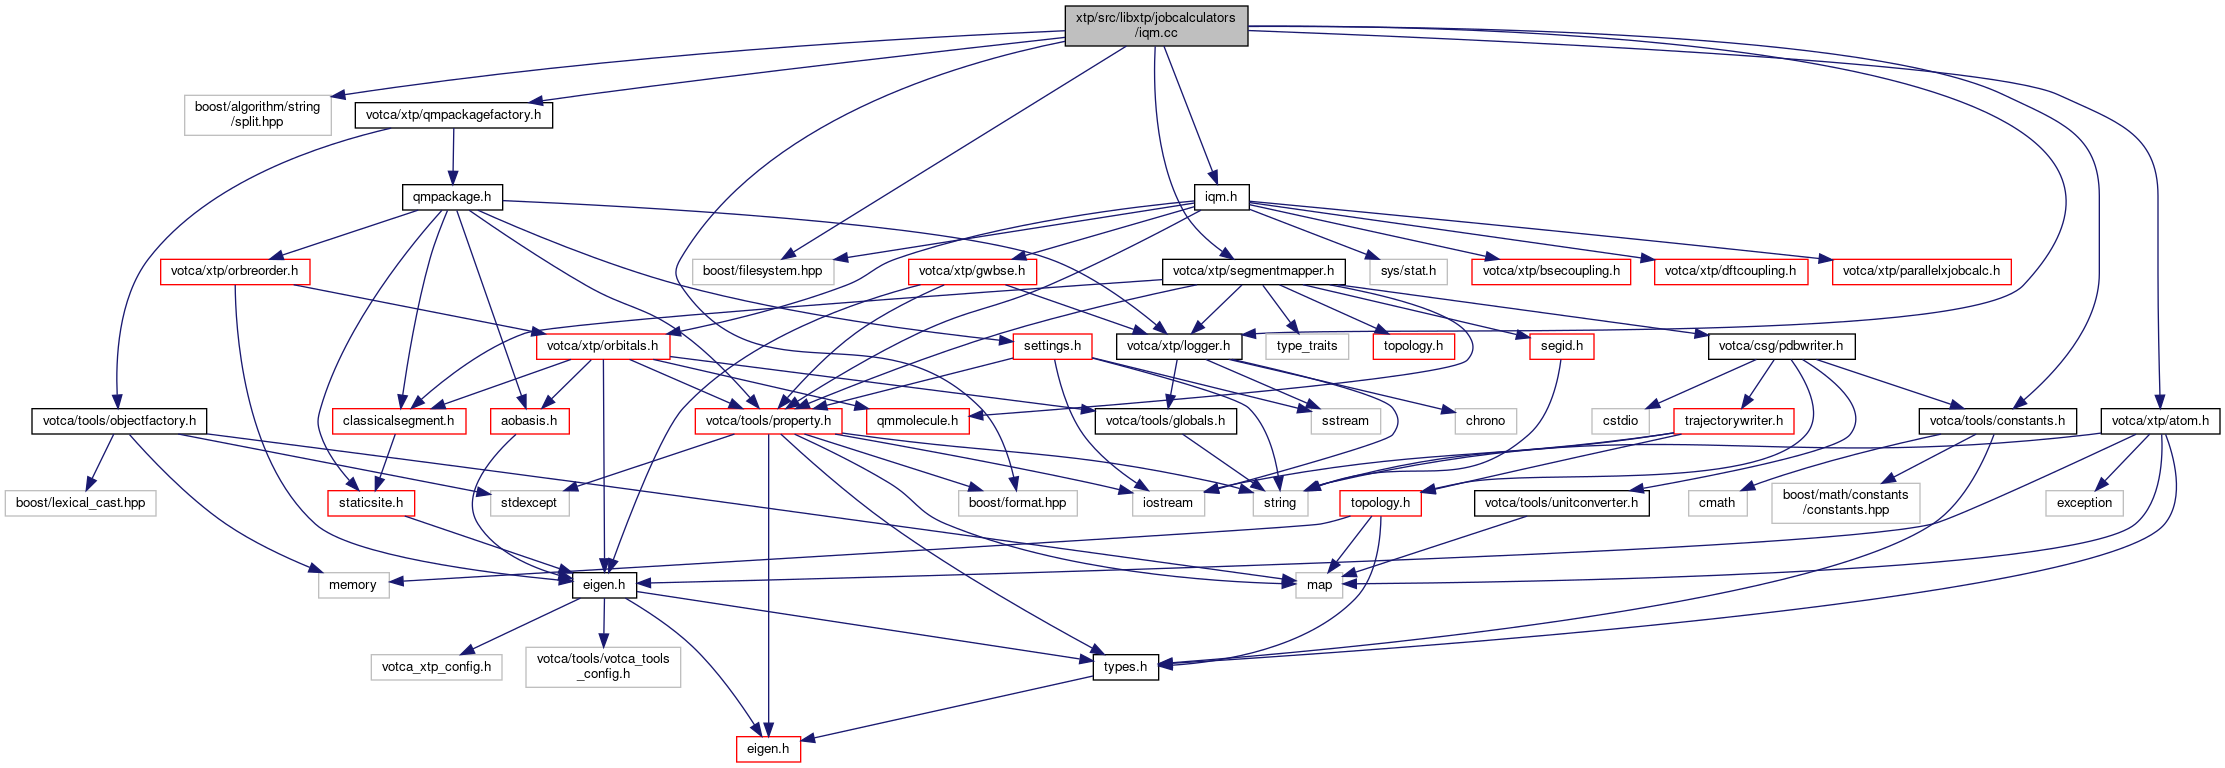 xtp/src/libxtp/jobcalculators
/iqm.cc
boost/algorithm/string
/split.hpp
votca/xtp/qmpackagefactory.h
qmpackage.h
iqm.h
votca/xtp/orbreorder.h
boost/filesystem.hpp
votca/xtp/gwbse.h
votca/xtp/segmentmapper.h
sys/stat.h
votca/xtp/bsecoupling.h
votca/xtp/dftcoupling.h
votca/xtp/parallelxjobcalc.h
votca/xtp/orbitals.h
settings.h
votca/xtp/logger.h
type_traits
topology.h
segid.h
votca/csg/pdbwriter.h
votca/tools/objectfactory.h
classicalsegment.h
aobasis.h
votca/tools/property.h
qmmolecule.h
votca/tools/globals.h
sstream
chrono
cstdio
trajectorywriter.h
votca/tools/constants.h
votca/xtp/atom.h
boost/lexical_cast.hpp
staticsite.h
stdexcept
boost/format.hpp
iostream
string
topology.h
votca/tools/unitconverter.h
cmath
boost/math/constants
/constants.hpp
exception
memory
eigen.h
map
votca_xtp_config.h
votca/tools/votca_tools
_config.h
types.h
eigen.h